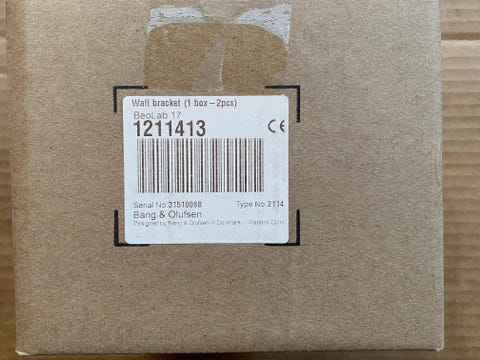 Wall bracket (1 box – 2pcs)
BeoLab 17
1211413
CE
Serial No:31510068 Type No:2114
Bang & Olufsen
Designed by Bang & Olufsen in Denmark. Made in China